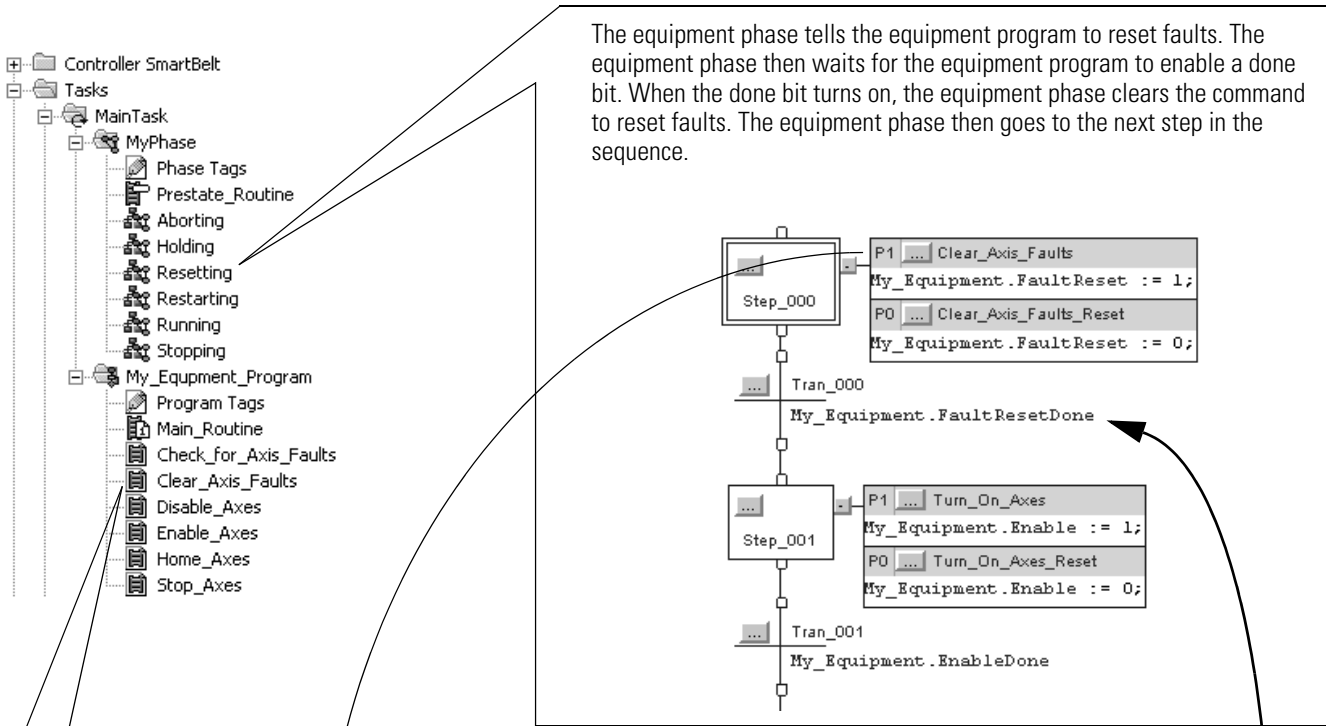 Controller SmartBelt
Tasks
MainTask
MyPhase
Phase Tags
Prestate_Routine
Aborting
Holding
Resetting
Restarting
Running
Stopping
My_Equpment_Program
Program Tags
Main_Routine
Check_for_Axis_Faults
Clear_Axis_Faults
Disable_Axes
Enable_Axes
Home_Axes
Stop_Axes
The equipment phase tells the equipment program to reset faults. The
equipment phase then waits for the equipment program to enable a done
bit. When the done bit turns on, the equipment phase clears the command
to reset faults. The equipment phase then goes to the next step in the
sequence.
...
Step_000
P1 ... Clear_Axis_Faults
My_Equipment.FaultReset := 1;
P0 ... Clear_Axis_Faults_Reset
My_Equipment.FaultReset := 0;
... Tran_000
My_Equipment.FaultResetDone
...
Step_001
P1 ... Turn_On_Axes
My_Equipment.Enable := 1;
P0 ... Turn_On_Axes_Reset
My_Equipment.Enable := 0;
... Tran_001
My_Equipment.EnableDone